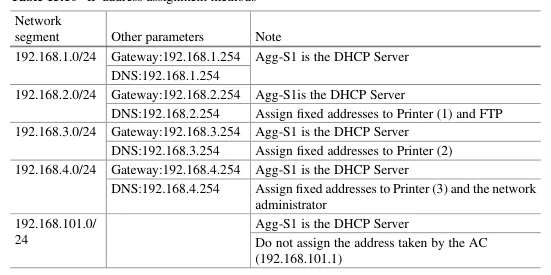 Network
segment Other parameters Note
192.168.1.0/24 Gateway:192.168.1.254 Agg-S1 is the DHCP Server
DNS:192.168.1.254
192.168.2.0/24 Gateway:192.168.2.254 Agg-S1is the DHCP Server
DNS:192.168.2.254 Assign fixed addresses to Printer (1) and FTP
192.168.3.0/24 Gateway:192.168.3.254 Agg-S1 is the DHCP Server
DNS:192.168.3.254 Assign fixed addresses to Printer (2)
192.168.4.0/24 Gateway:192.168.4.254 Agg-S1 is the DHCP Server
DNS:192.168.4.254 Assign fixed addresses to Printer (3) and the network
administrator
192.168.101.0/ Agg-S1 is the DHCP Server
24 Do not assign the address taken by the AC
(192.168.101.1)